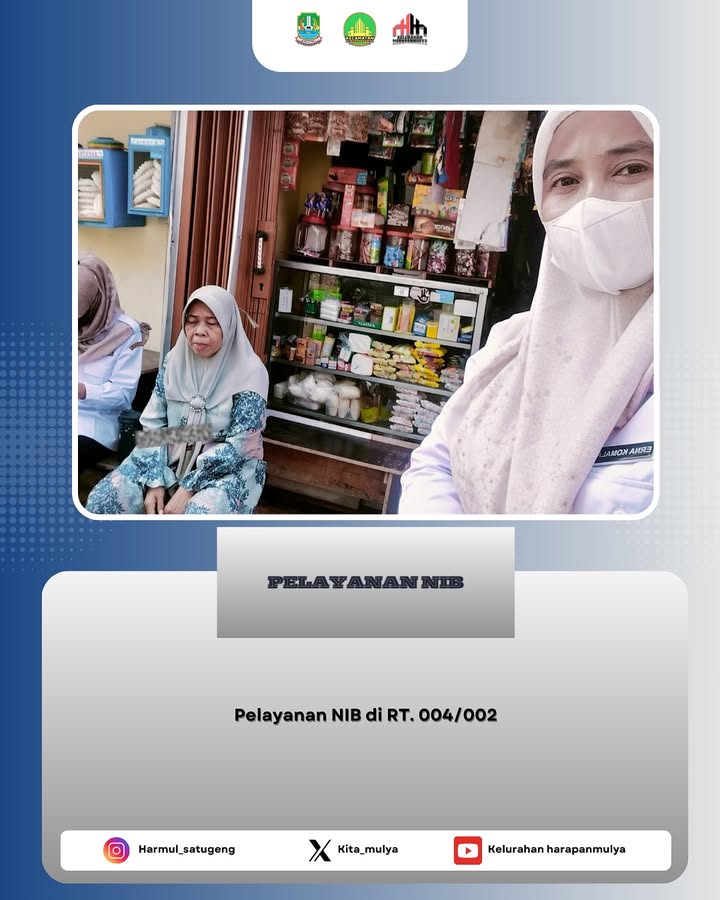 PELAYANAN NIB
Pelayanan NIB di RT. 004/002
Harmul_satugeng
Kita_mulya
Kelurahan harapanmulya